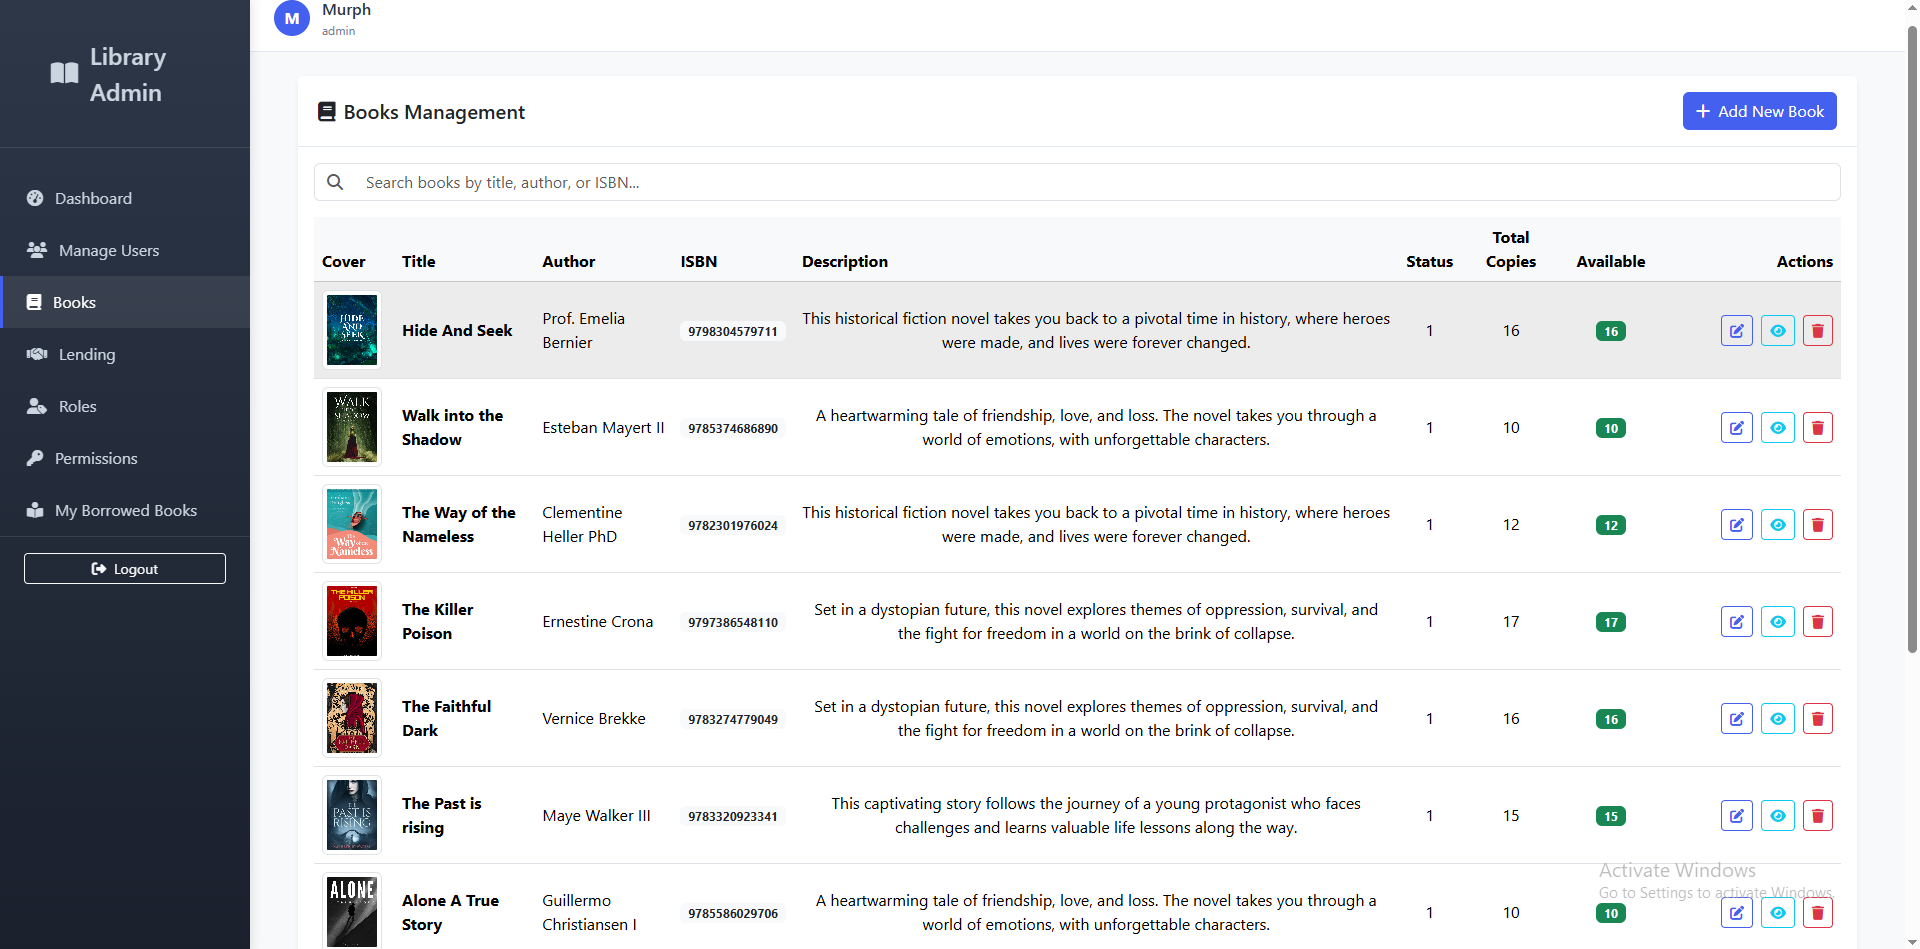 Library
Admin
Dashboard
Manage Users
Books
Lending
Roles
Permissions
My Borrowed Books
Logout
M
Murph
admin
Books Management
Add New Book
Search books by title, author, or ISBN...
Cover Title Author ISBN Description Status Total Copies Available Actions
HIDE
AND
SEEK
Hide And Seek
Prof. Emelia
Bernier
9798304579711
This historical fiction novel takes you back to a pivotal time in history, where heroes
were made, and lives were forever changed.
1 16 16
WALK
SHADOW
Walk into the
Shadow
Esteban Mayert II
9785374686890
A heartwarming tale of friendship, love, and loss. The novel takes you through a
world of emotions, with unforgettable characters.
1 10 10
The
Way of the
Nameless
The Way of the
Nameless
Clementine
Heller PhD
9782301976024
This historical fiction novel takes you back to a pivotal time in history, where heroes
were made, and lives were forever changed.
1 12 12
THE KILLER
POISON
The Killer
Poison
Ernestine Crona
9797386548110
Set in a dystopian future, this novel explores themes of oppression, survival, and
the fight for freedom in a world on the brink of collapse.
1 17 17
The Faithful
Dark
Vernice Brekke
9783274779049
Set in a dystopian future, this novel explores themes of oppression, survival, and
the fight for freedom in a world on the brink of collapse.
1 16 16
THE
PAST IS
RISING
The Past is
rising
Maye Walker III
9783320923341
This captivating story follows the journey of a young protagonist who faces
challenges and learns valuable life lessons along the way.
1 15 15
ALONE
Alone A True
Story
Guillermo
Christiansen I
9785586029706
A heartwarming tale of friendship, love, and loss. The novel takes you through a
world of emotions, with unforgettable characters.
1 10 10
Activate Windows
Go to Settings to activate Windows.